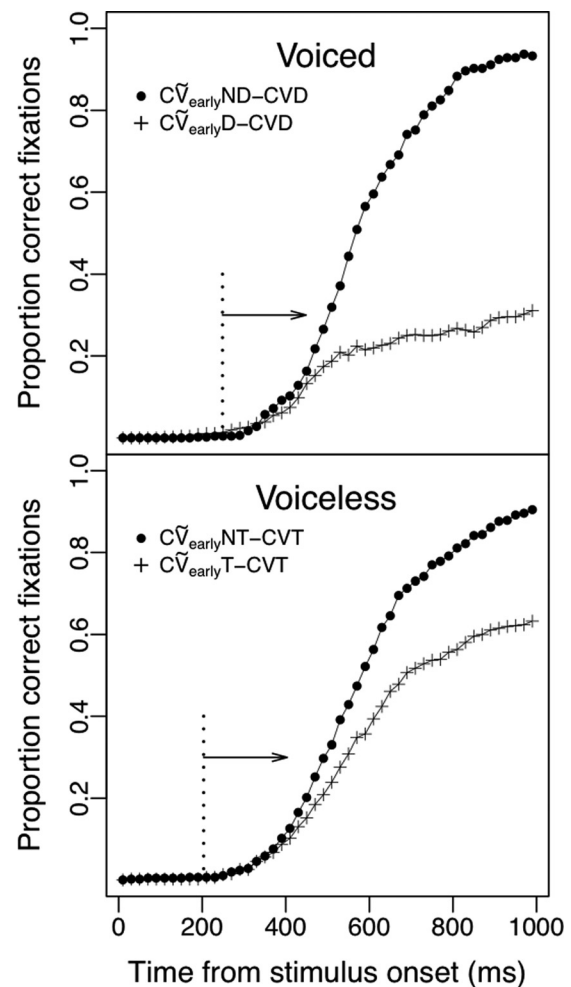 Voiced
● CṼearlyND−CVD
+ CṼearlyD−CVD
Proportion correct fixations
1.0
0.8
0.6
0.4
0.2
Voiceless
● CṼearlyNT−CVT
+ CṼearlyT−CVT
Proportion correct fixations
1.0
0.8
0.6
0.4
0.2
0 200 400 600 800 1000
Time from stimulus onset (ms)